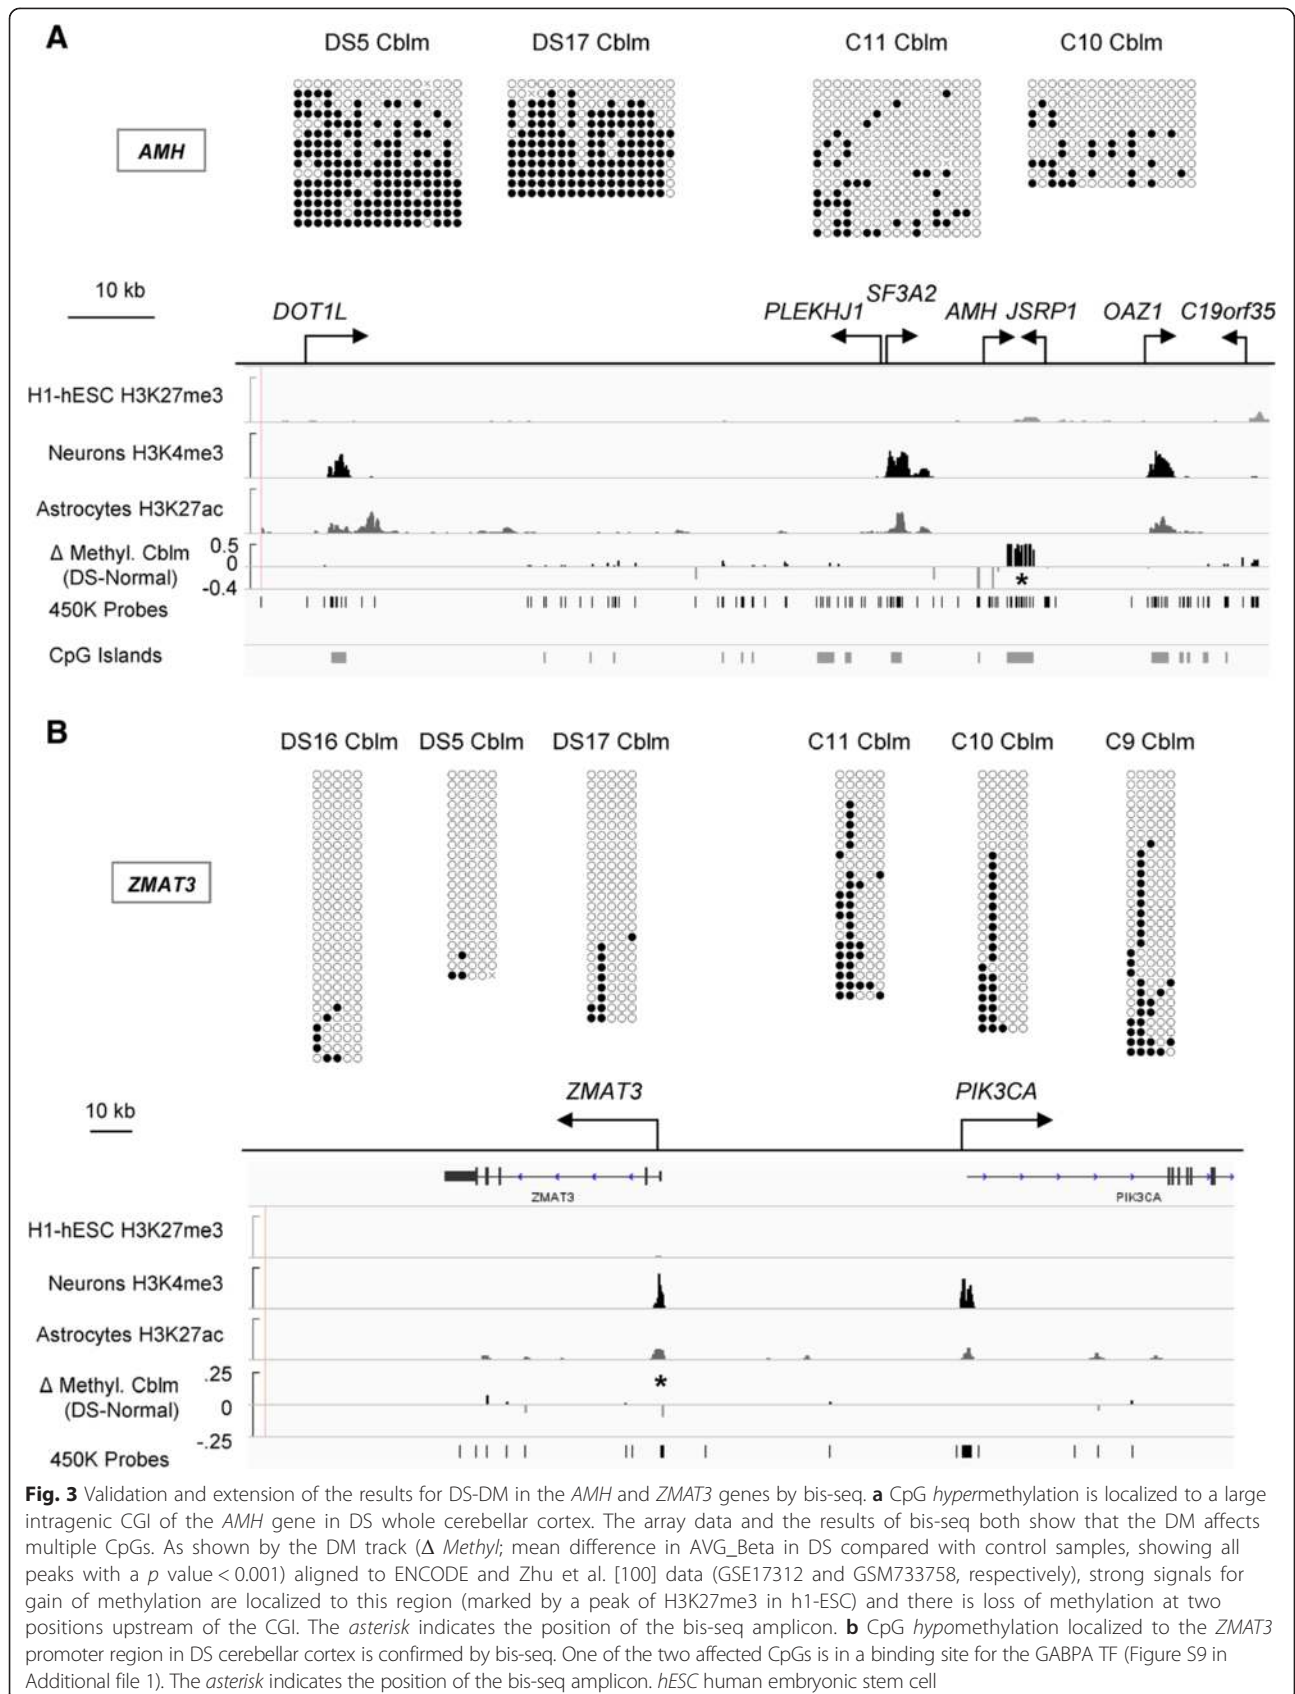 A
DS5 Cblm DS17 Cblm C11 Cblm C10 Cblm
AMH
10 kb
DOT1L PLEKHJ1 SF3A2 AMH JSRP1 OAZ1 C19orf35
H1-hESC H3K27me3
Neurons H3K4me3
Astrocytes H3K27ac
Δ Methyl. Cblm 0.5
0
(DS-Normal)
-0.4
*
450K Probes
CpG Islands
B
DS16 Cblm DS5 Cblm DS17 Cblm C11 Cblm C10 Cblm C9 Cblm
ZMAT3
10 kb
ZMAT3 PIK3CA
ZMAT3 PIK3CA
H1-hESC H3K27me3
Neurons H3K4me3
Astrocytes H3K27ac
.25
*
Δ Methyl. Cblm
(DS-Normal) 0
-.25
450K Probes
Fig. 3 Validation and extension of the results for DS-DM in the AMH and ZMAT3 genes by bis-seq. a CpG hypermethylation is localized to a large
intragenic CGI of the AMH gene in DS whole cerebellar cortex. The array data and the results of bis-seq both show that the DM affects
multiple CpGs. As shown by the DM track (Δ Methyl; mean difference in AVG_Beta in DS compared with control samples, showing all
peaks with a p value < 0.001) aligned to ENCODE and Zhu et al. [100] data (GSE17312 and GSM733758, respectively), strong signals for
gain of methylation are localized to this region (marked by a peak of H3K27me3 in h1-ESC) and there is loss of methylation at two
positions upstream of the CGI. The asterisk indicates the position of the bis-seq amplicon. b CpG hypomethylation localized to the ZMAT3
promoter region in DS cerebellar cortex is confirmed by bis-seq. One of the two affected CpGs is in a binding site for the GABPA TF (Figure S9 in
Additional file 1). The asterisk indicates the position of the bis-seq amplicon. hESC human embryonic stem cell